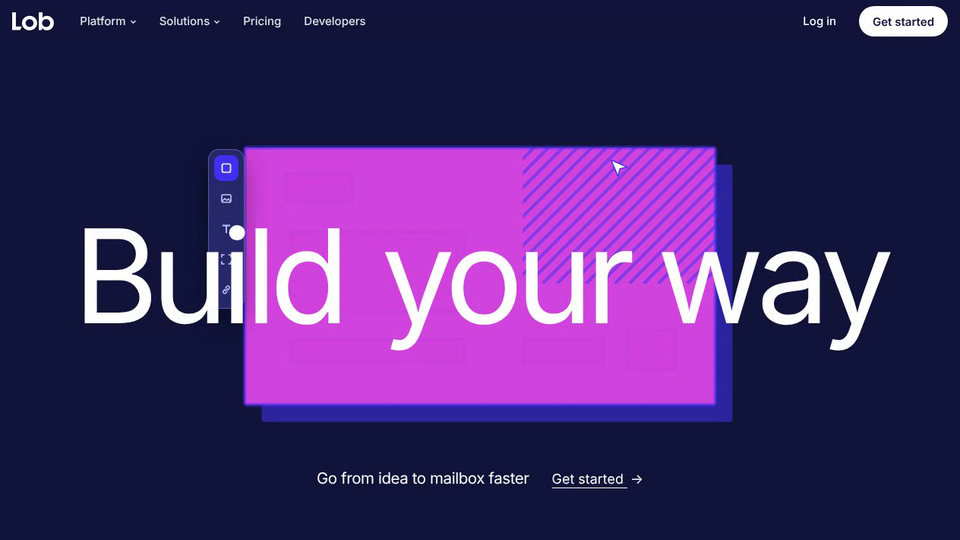 Lob
Platform
Solutions
Pricing
Developers
Log in
Get started
T
Build your way
Go from idea to mailbox faster
Get started →